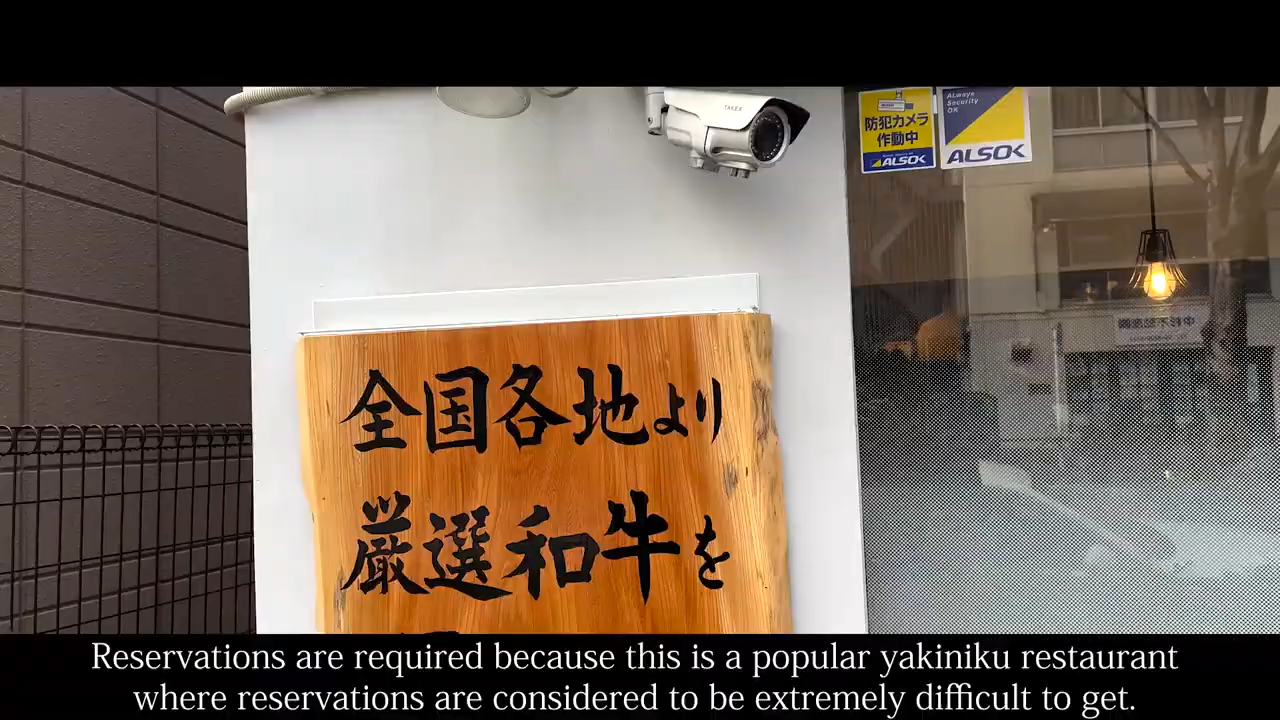 TAKEX
防犯カメラ
作動中
ALSOK
Always
Security
OK
ALSOK
全国各地より
厳選和牛を
Reservations are required because this is a popular yakiniku restaurant
where reservations are considered to be extremely difficult to get.